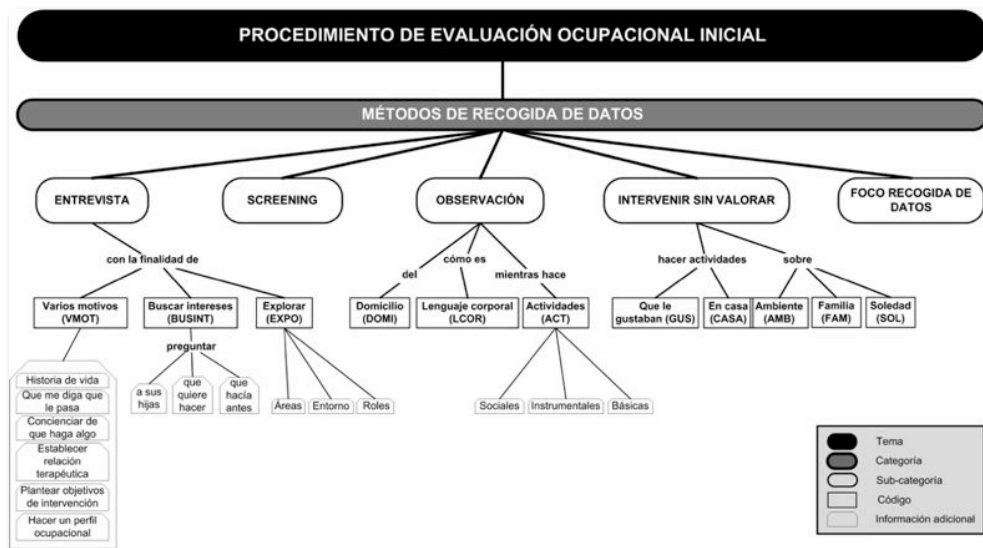 PROCEDIMIENTO DE EVALUACIÓN OCUPACIONAL INICIAL
MÉTODOS DE RECOGIDA DE DATOS
ENTREVISTA
SCREENING
OBSERVACIÓN
INTERVENIR SIN VALORAR
FOCO RECOGIDA DE
DATOS
con la finalidad de
del
cómo es
mientras hace
hacer actividades
sobre
Varios motivos
(VMOT)
Buscar intereses
(BUSINT)
Explorar
(EXPO)
Domicilio
(DOMI)
Lenguaje corporal
(LCOR)
Actividades
(ACT)
Que le
gustaban (GUS)
En casa
(CASA)
Ambiente
(AMB)
Familia
(FAM)
Soledad
(SOL)
preguntar
Historia de vida
Que me diga que
le pasa
Concienciar de
que haga algo
Establecer
relación
terapéutica
Plantear objetivos
de intervención
Hacer un perfil
ocupacional
a sus
hijas
que
quiere
hacer
que
hacía
antes
Áreas
Entorno
Roles
Sociales
Instrumentales
Básicas
Tema
Categoría
Sub-categoría
Código
Información adicional